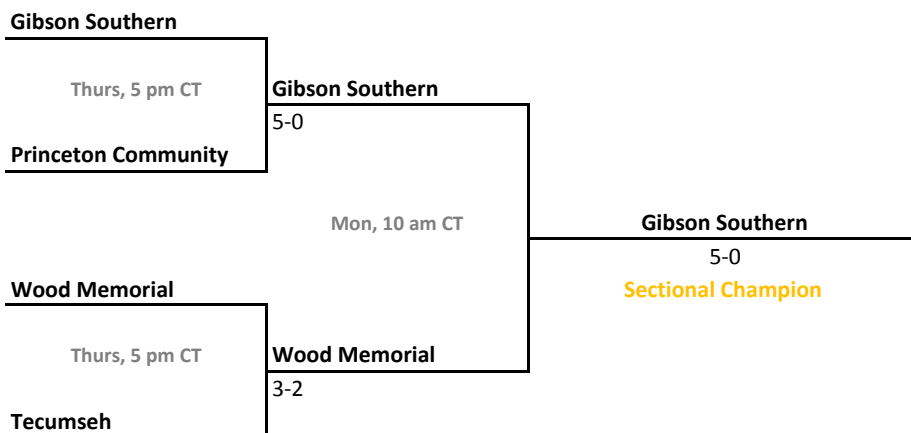 Gibson Southern
Thurs, 5 pm CT
Gibson Southern
5-0
Princeton Community
Mon, 10 am CT
Gibson Southern
5-0
Sectional Champion
Wood Memorial
Thurs, 5 pm CT
Wood Memorial
3-2
Tecumseh